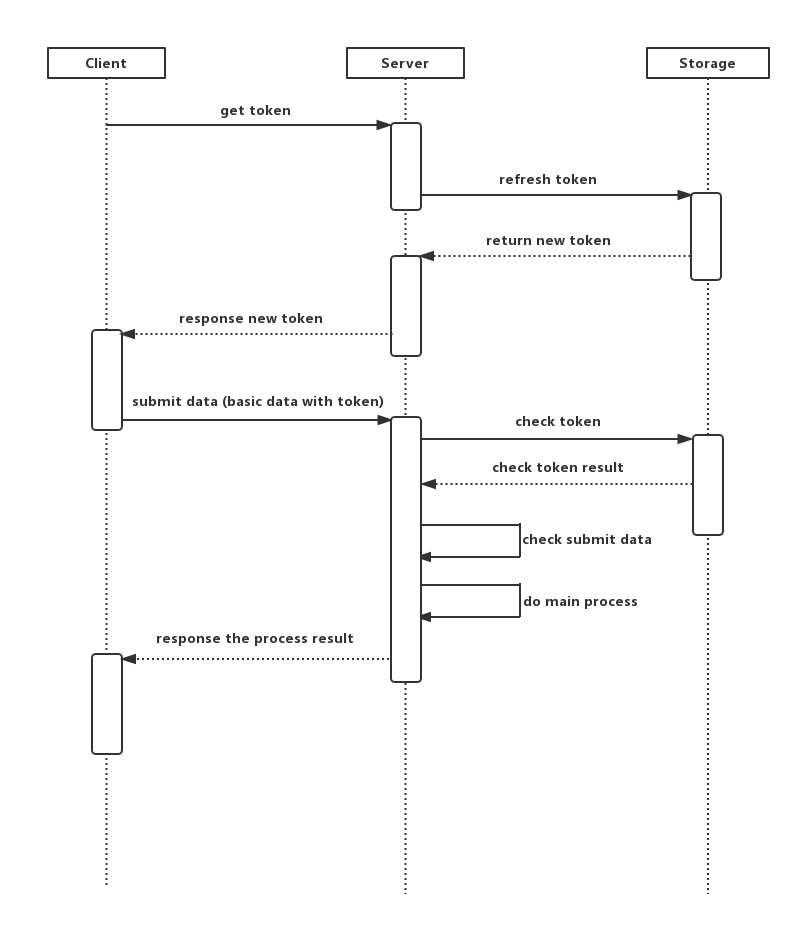 Client
Server
Storage
get token
refresh token
return new token
response new token
submit data (basic data with token)
check token
check token result
check submit data
do main process
response the process result